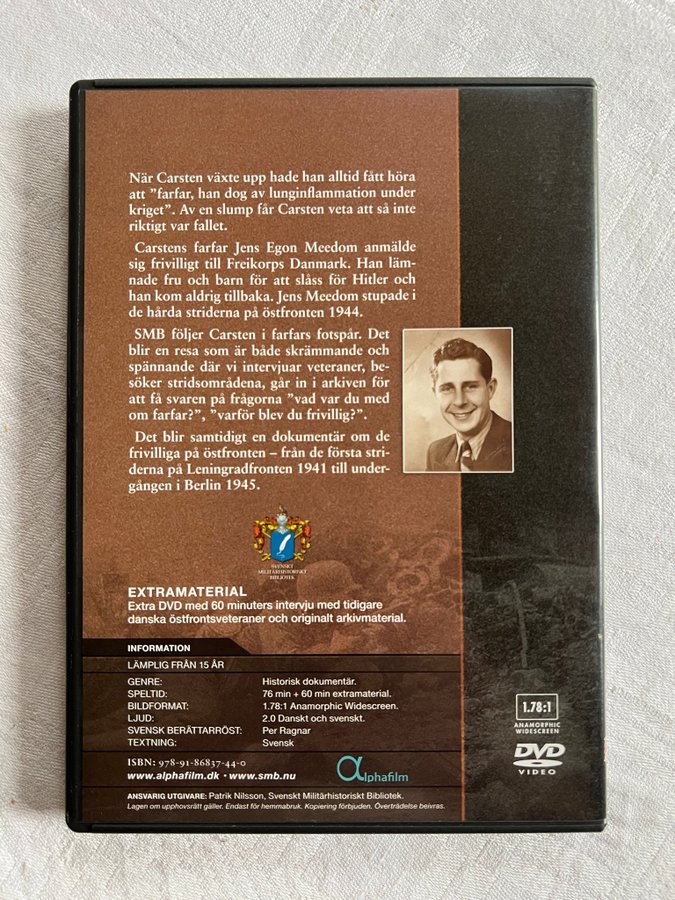 När Carsten växte upp hade han alltid fått höra
att ”farfar, han dog av lunginflammation under
kriget”. Av en slump får Carsten veta att så inte
riktigt var fallet.
Carstens farfar Jens Egon Meedom anmälde
sig frivilligt till Freikorps Danmark. Han läm-
nade fru och barn för att slåss för Hitler och
han kom aldrig tillbaka. Jens Meedom stupade i
de hårda striderna på östfronten 1944.
SMB följer Carsten i farfars fotspår. Det
blir en resa som är både skrämmande och
spännande där vi intervjuar veteraner, be-
söker stridsområdena, går in i arkiven för
att få svaren på frågorna ”vad var du med
om farfar?”, ”varför blev du frivillig?”.
Det blir samtidigt en dokumentär om de
frivilliga på östfronten – från de första stri-
derna på Leningradfronten 1941 till under-
gången i Berlin 1945.
SVENSKT
MILITÄRHISTORISKT
BIBLIOTEK
EXTRAMATERIAL
Extra DVD med 60 minuters intervju med tidigare
danska östfrontsveteraner och originalt arkivmaterial.
INFORMATION
LÄMPLIG FRÅN 15 ÅR
GENRE: Historisk dokumentär.
SPELTID: 76 min + 60 min extramaterial.
BILDFORMAT: 1.78:1 Anamorphic Widescreen.
LJUD: 2.0 Danskt och svenskt.
SVENSK BERÄTTARRÖST: Per Ragnar
TEXTNING: Svensk
ISBN: 978-91-86837-44-0
www.alphafilm.dk • www.smb.nu
alphafilm
ANSVARIG UTGIVARE: Patrik Nilsson, Svenskt Militärhistoriskt Bibliotek.
Lagen om upphovsrätt gäller. Endast för hemmabruk. Kopiering förbjuden. Överträdelse beivras.
1.78:1
ANAMORPHIC
WIDESCREEN
DVD
VIDEO